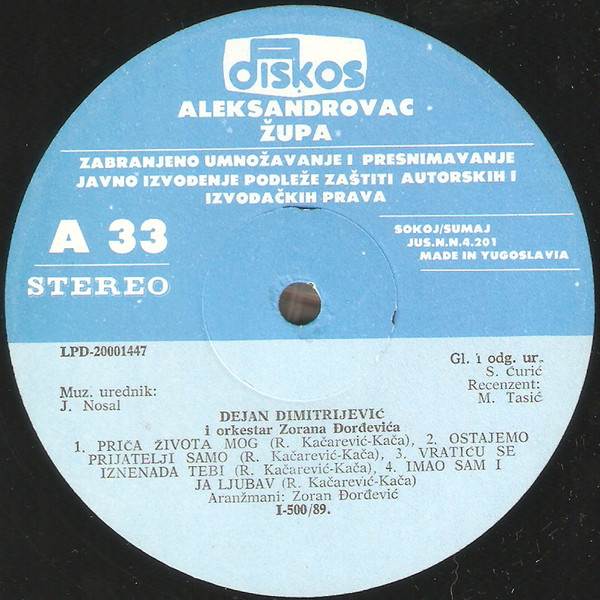 diskos
ALEKSANDROVAC
ŽUPA
ZABRANJENO UMNOŽAVANJE I PRESNIMAVANJE
JAVNO IZVOĐENJE PODLEŽE ZAŠTITI AUTORSKIH I
IZVOĐAČKIH PRAVA
A 33
STEREO
SOKOJ/SUMAJ
JUS.N.N.4.201
MADE IN YUGOSLAVIA
LPD-20001447
Muz. urednik:
J. Nosal
Gl. i odg. ur.
S. Ćurić
Recenzent:
M. Tasić
DEJAN DIMITRIJEVIĆ
i orkestar Zorana Đorđevića
1. PRIČA ŽIVOTA MOG (R. Kačarević-Kača), 2. OSTAJEMO
PRIJATELJI SAMO (R. Kačarević-Kača), 3. VRATIĆU SE
IZNENADA TEBI (R. Kačarević-Kača), 4. IMAO SAM I
JA LJUBAV (R. Kačarević-Kača)
Aranžmani: Zoran Đorđević
I-500/89.